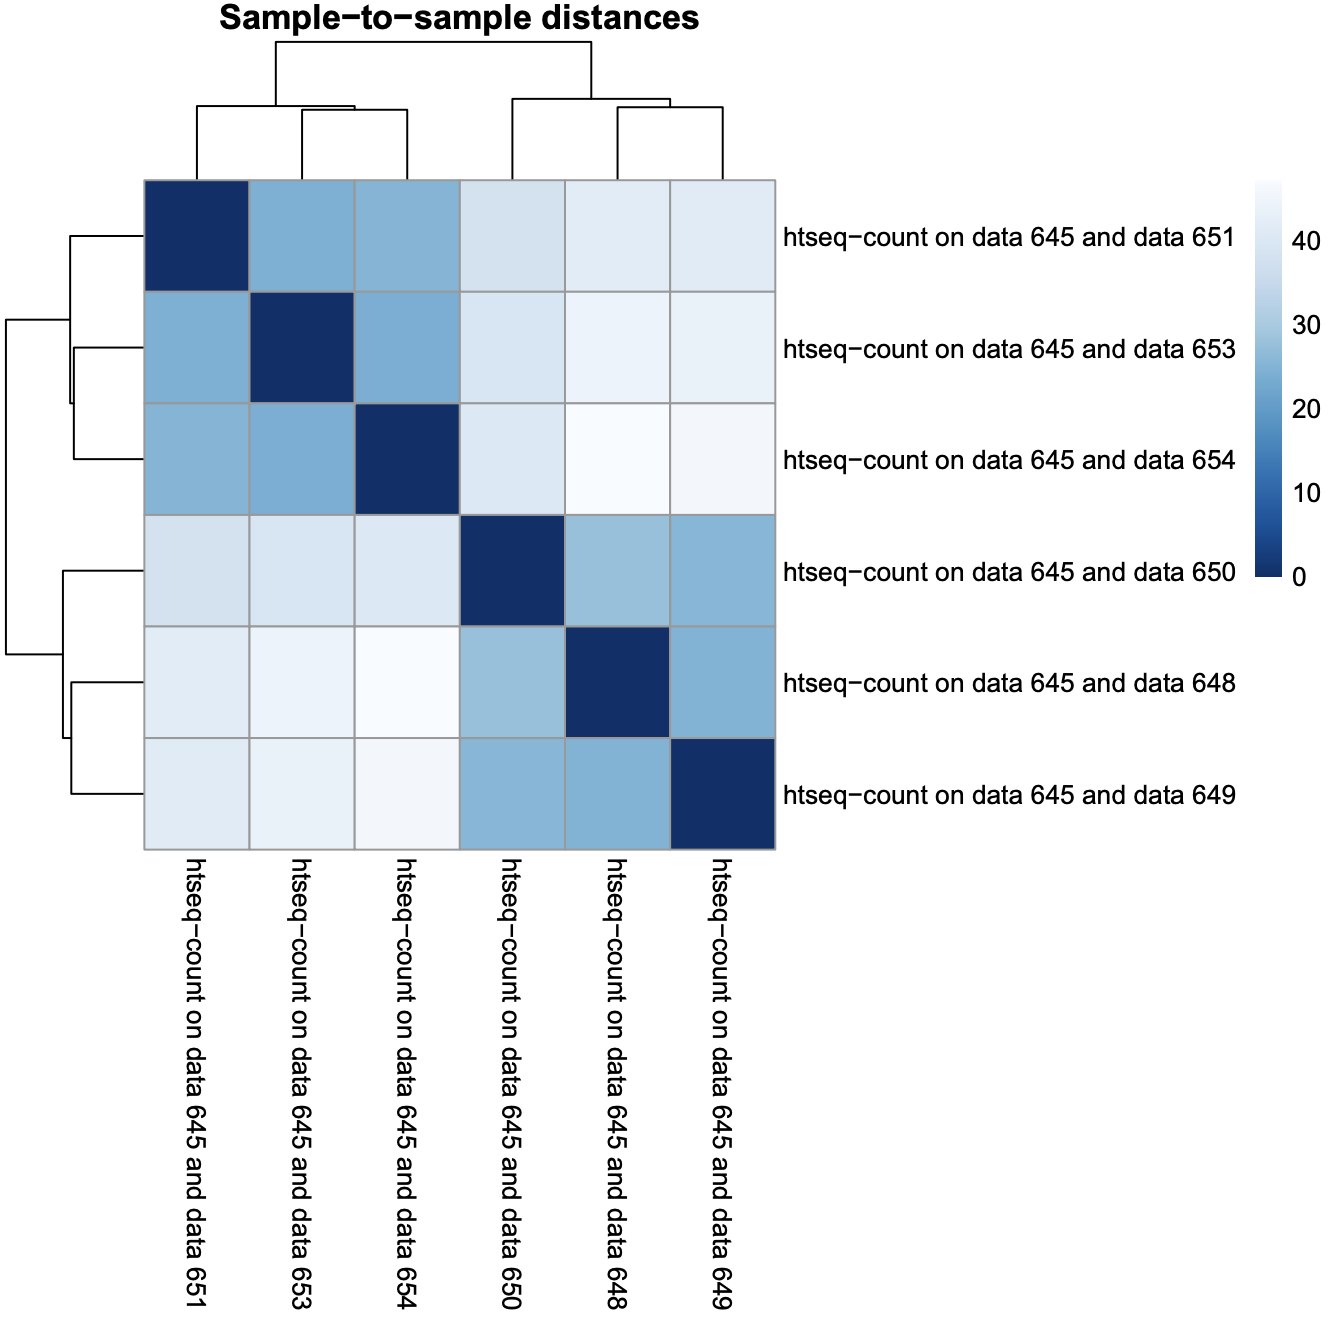 Sample−to−sample distances
htseq−count on data 645 and data 651
htseq−count on data 645 and data 653
htseq−count on data 645 and data 654
htseq−count on data 645 and data 650
htseq−count on data 645 and data 648
htseq−count on data 645 and data 649
40
30
20
10
0
htseq−count on data 645 and data 651
htseq−count on data 645 and data 653
htseq−count on data 645 and data 654
htseq−count on data 645 and data 650
htseq−count on data 645 and data 648
htseq−count on data 645 and data 649